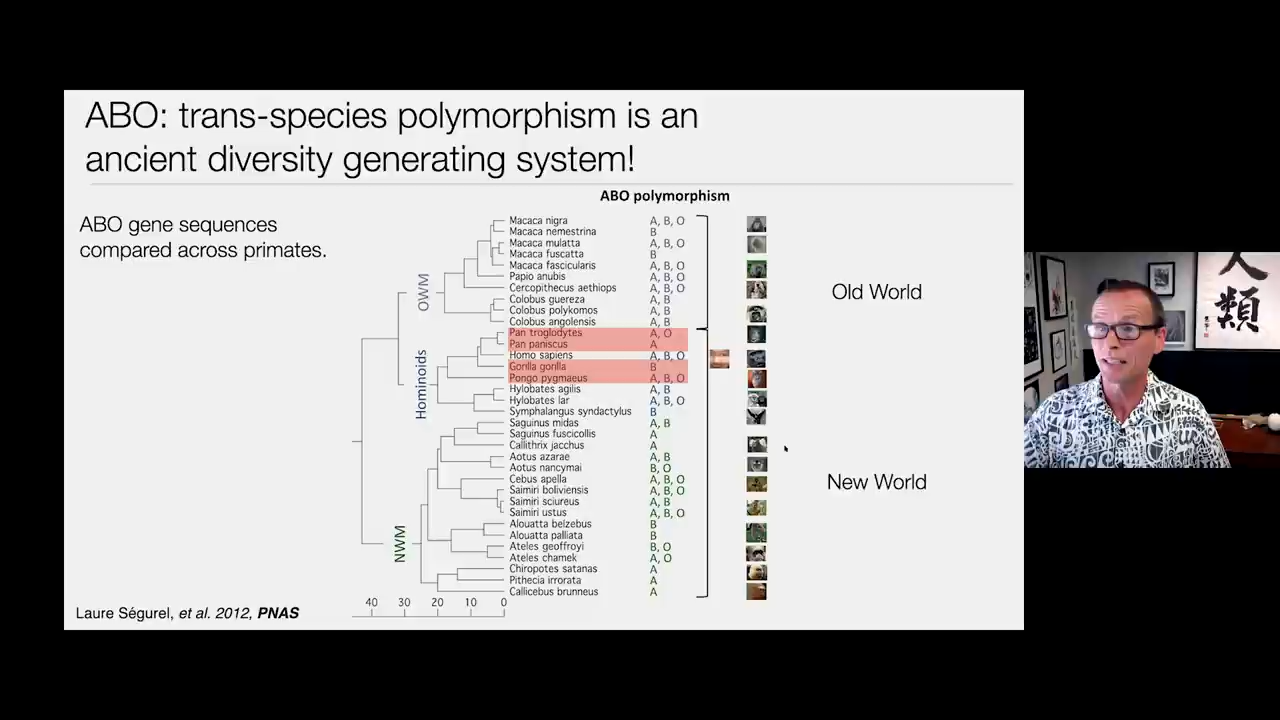 ABO: trans-species polymorphism is an
ancient diversity generating system!
ABO gene sequences
compared across primates.
ABO polymorphism
Macaca nigra A, B, O
Macaca nemestrina B
Macaca mulatta A, B, O
Macaca fuscatta B
Macaca fascicularis A, B, O
Papio anubis A, B, O
Cercopithecus aethiops A, B, O
Colobus guereza A, B
Colobus polykomos A, B
Colobus angolensis A, B
Pan troglodytes A, O
Pan paniscus A
Homo sapiens A, B, O
Gorilla gorilla B
Pongo pygmaeus A, B, O
Hylobates agilis A, B
Hylobates lar A, B, O
Symphalangus syndactylus B
Saguinus midas A, B
Saguinus fuscicollis A
Callithrix jacchus A
Aotus azarae A, B
Aotus nancymai B, O
Cebus apella A, B, O
Saimiri boliviensis A, B, O
Saimiri sciureus A, B
Saimiri ustus A, B, O
Alouatta belzebus B
Alouatta palliata B
Ateles geoffroyi B, O
Ateles chamek A, O
Chiropotes satanas A
Pithecia irrorata A
Callicebus brunneus A
OWM
Hominoids
NWM
40 30 20 10 0
Old World
New World
Laure Ségurel, et al. 2012, PNAS
人類